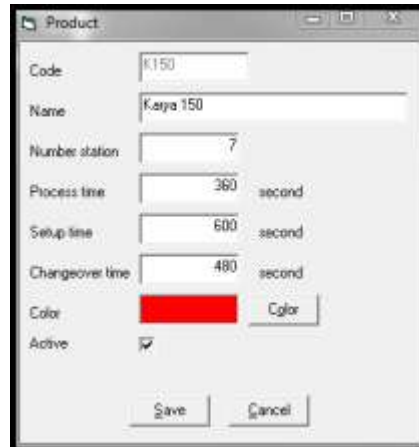 Product
Code K150
Name Karya 150
Number station 7
Process time 360 second
Setup time 600 second
Changeover time 480 second
Color Color
Active
Save Cancel